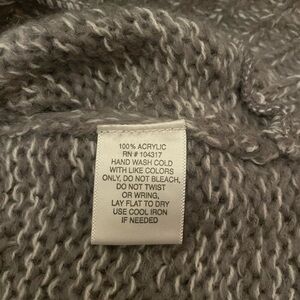 100% ACRYLIC
RN # 104317
HAND WASH COLD
WITH LIKE COLORS
ONLY, DO NOT BLEACH,
DO NOT TWIST
OR WRING,
LAY FLAT TO DRY
USE COOL IRON
IF NEEDED